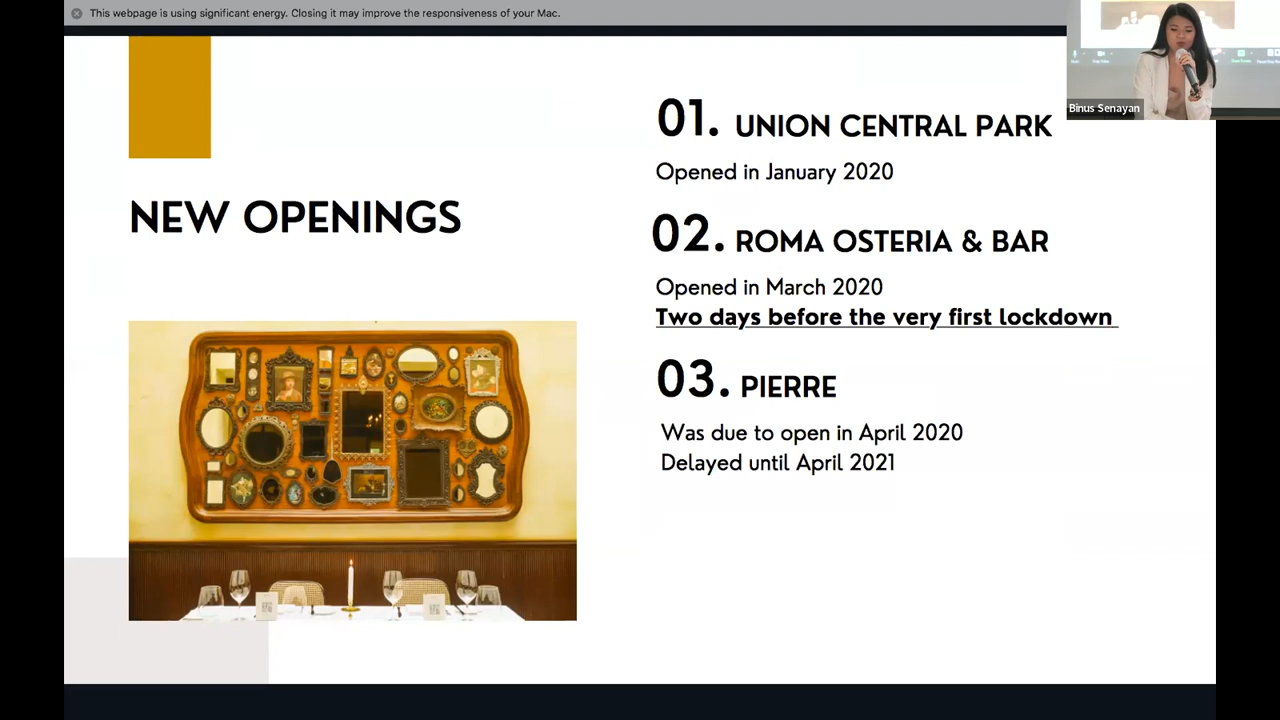 This webpage is using significant energy. Closing it may improve the responsiveness of your Mac.
Binus Senayan
NEW OPENINGS
01. UNION CENTRAL PARK
Opened in January 2020
02. ROMA OSTERIA & BAR
Opened in March 2020
Two days before the very first lockdown
03. PIERRE
Was due to open in April 2020
Delayed until April 2021